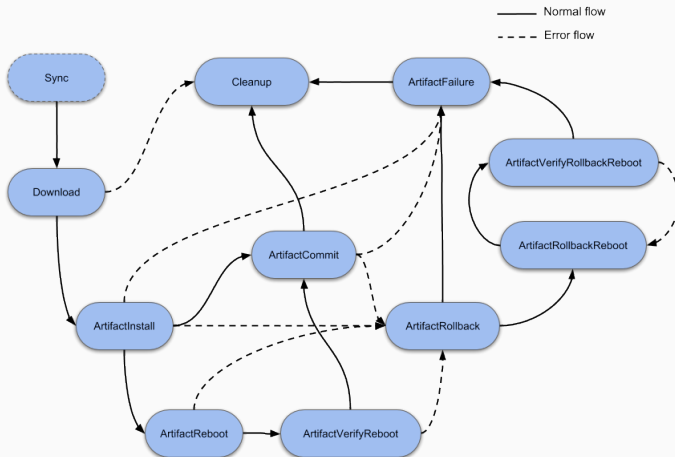 Normal flow
Error flow
Sync
Cleanup
ArtifactFailure
ArtifactVerifyRollbackReboot
Download
ArtifactRollbackReboot
ArtifactCommit
ArtifactInstall
ArtifactRollback
ArtifactReboot
ArtifactVerifyReboot